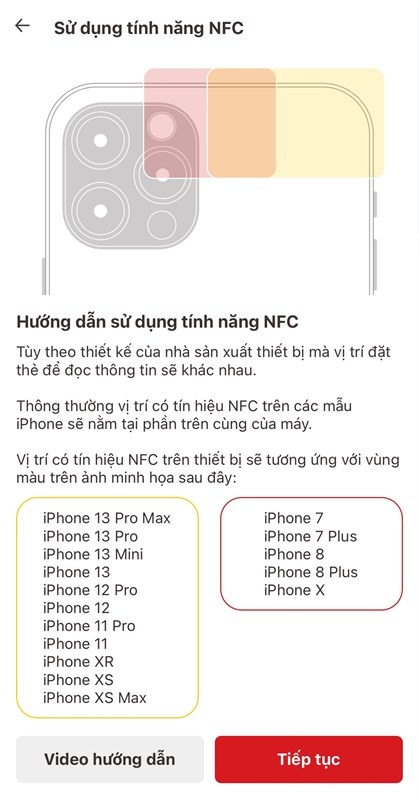 Sử dụng tính năng NFC
Hướng dẫn sử dụng tính năng NFC
Tùy theo thiết kế của nhà sản xuất thiết bị mà vị trí đặt
thẻ để đọc thông tin sẽ khác nhau.
Thông thường vị trí có tín hiệu NFC trên các mẫu
iPhone sẽ nằm tại phần trên cùng của máy.
Vị trí có tín hiệu NFC trên thiết bị sẽ tương ứng với vùng
màu trên ảnh minh họa sau đây:
iPhone 13 Pro Max
iPhone 13 Pro
iPhone 13 Mini
iPhone 13
iPhone 12 Pro
iPhone 12
iPhone 11 Pro
iPhone 11
iPhone XR
iPhone XS
iPhone XS Max
iPhone 7
iPhone 7 Plus
iPhone 8
iPhone 8 Plus
iPhone X
Video hướng dẫn
Tiếp tục